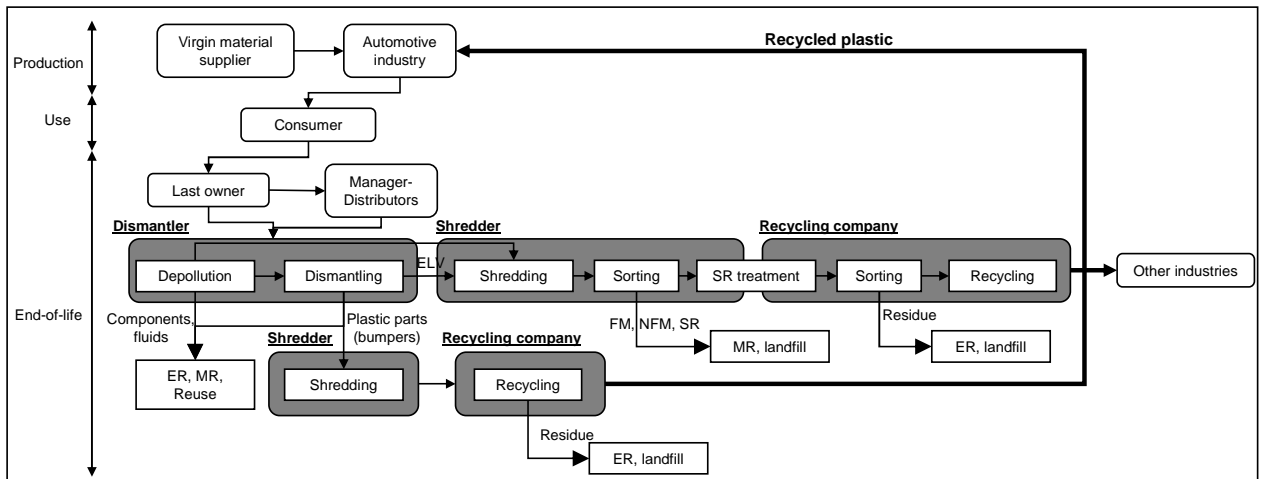 Production
Use
End-of-life
Virgin material
supplier
Automotive
industry
Recycled plastic
Consumer
Last owner
Manager-
Distributors
Dismantler
Shredder
Recycling company
Depollution
Dismantling
ELV
Shredding
Sorting
SR treatment
Sorting
Recycling
Other industries
Components,
fluids
Plastic parts
(bumpers)
FM, NFM, SR
Residue
MR, landfill
ER, landfill
Shredder
Recycling company
ER, MR,
Reuse
Shredding
Recycling
Residue
ER, landfill